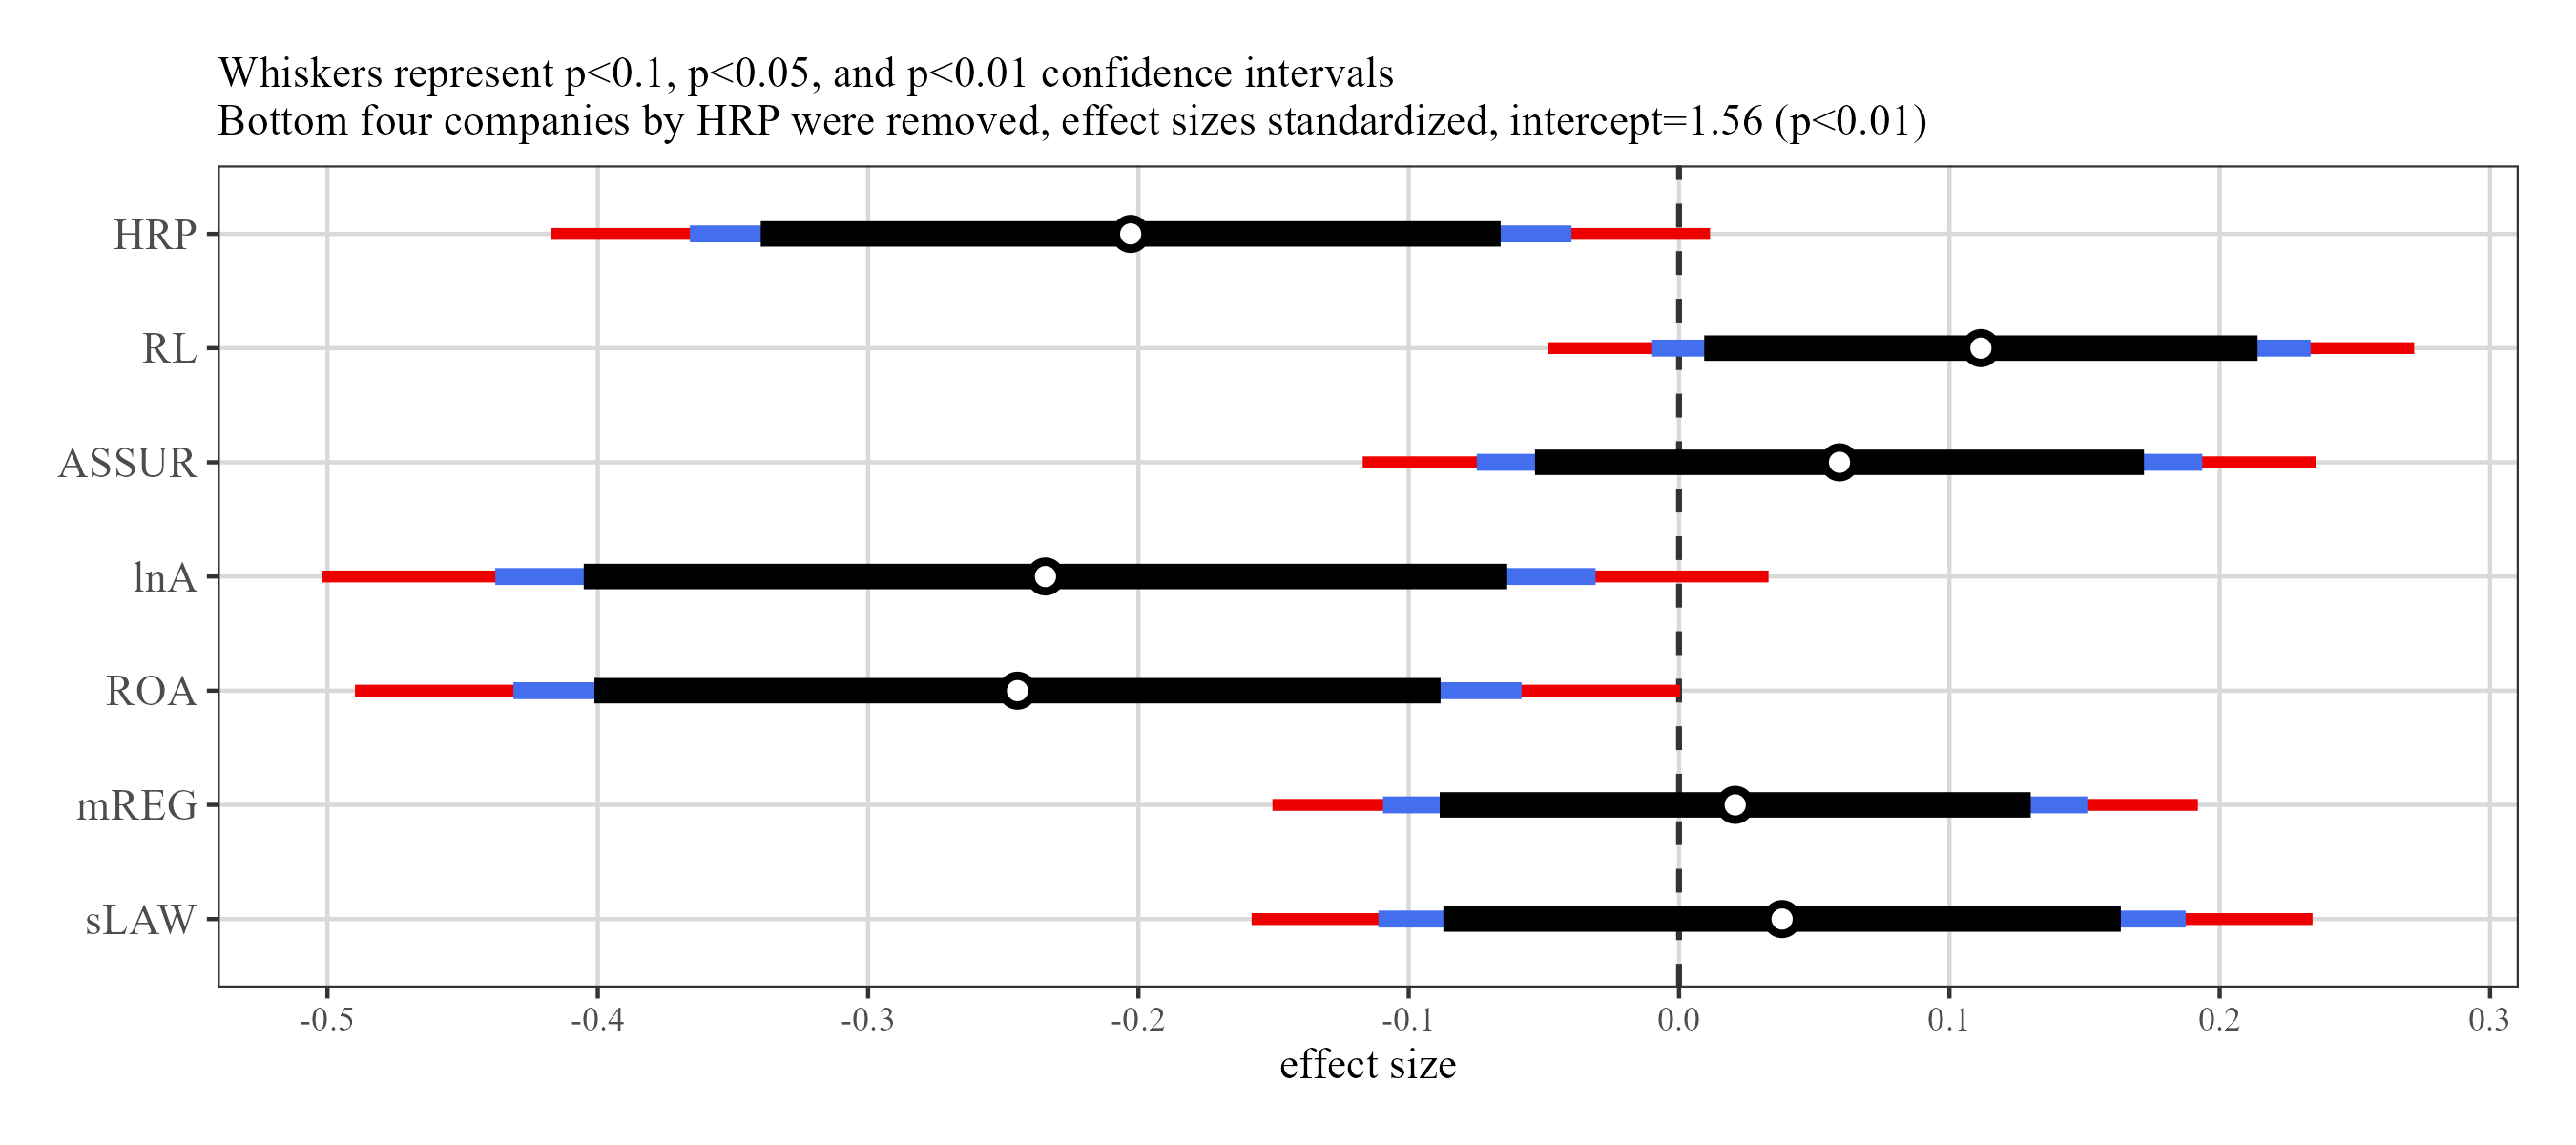 Whiskers represent p<0.1, p<0.05, and p<0.01 confidence intervals
Bottom four companies by HRP were removed, effect sizes standardized, intercept=1.56 (p<0.01)
HRP
RL
ASSUR
lnA
ROA
mREG
sLAW
-0.5 -0.4 -0.3 -0.2 -0.1 0.0 0.1 0.2 0.3
effect size